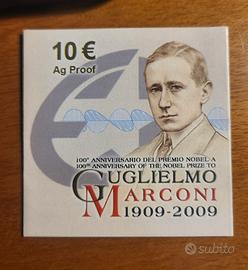 10 €
Ag Proof
100° ANNIVERSARIO DEL PREMIO NOBEL A
100th ANNIVERSARY OF THE NOBEL PRIZE TO
GUGLIELMO
MARCONI
1909-2009
subito